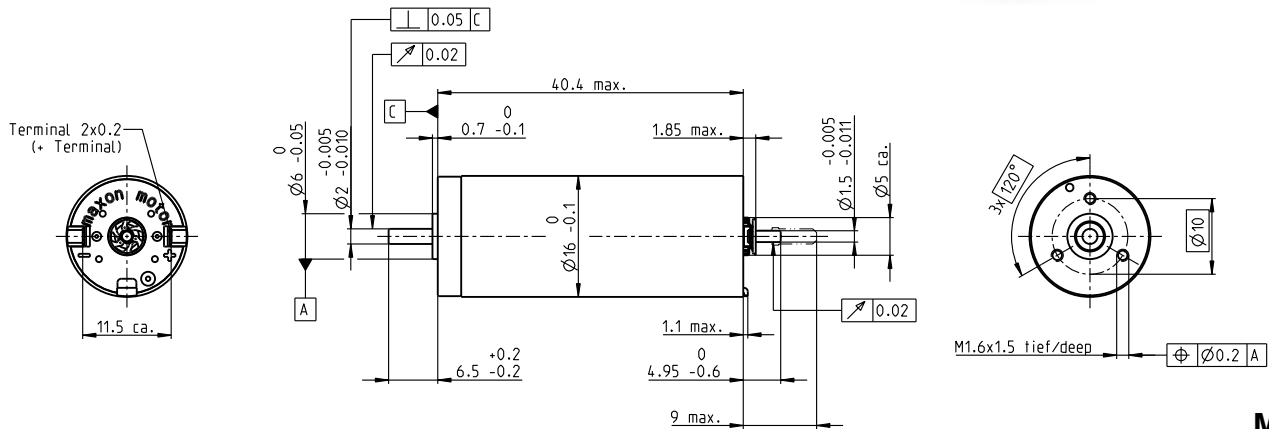 ⊥ 0.05 C
↗ 0.02
40.4 max.
C
0
0.7 -0.1
1.85 max.
Terminal 2x0.2
(+ Terminal)
0
Ø6 -0.05
-0.005
Ø2 -0.010
-0.005
Ø1.5 -0.011
Ø5 ca.
3x 120°
maxon motor
- +
0
Ø16 -0.1
Ø10
A
11.5 ca.
↗ 0.02
1.1 max.
M1.6x1.5 tief/deep
⌖ Ø0.2 A
+0.2
6.5 -0.2
0
4.95 -0.6
9 max.
M